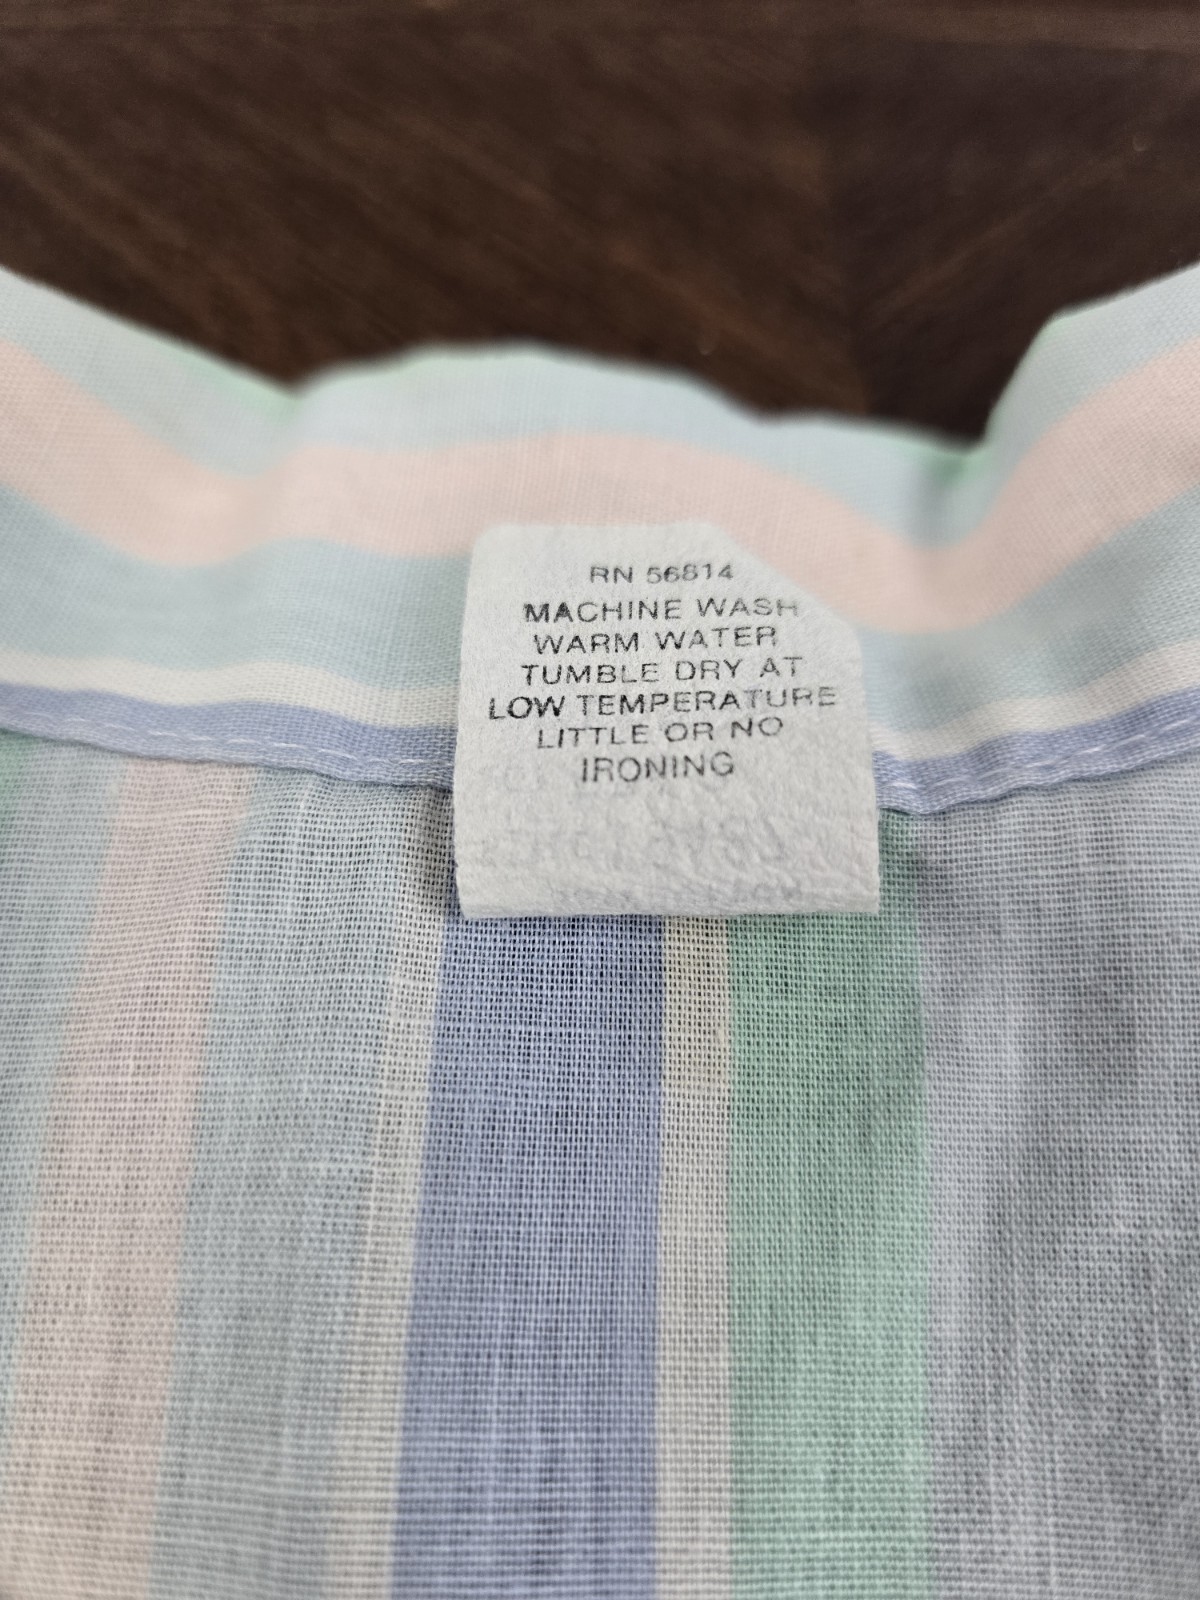 RN 56814
MACHINE WASH
WARM WATER
TUMBLE DRY AT
LOW TEMPERATURE
LITTLE OR NO
IRONING